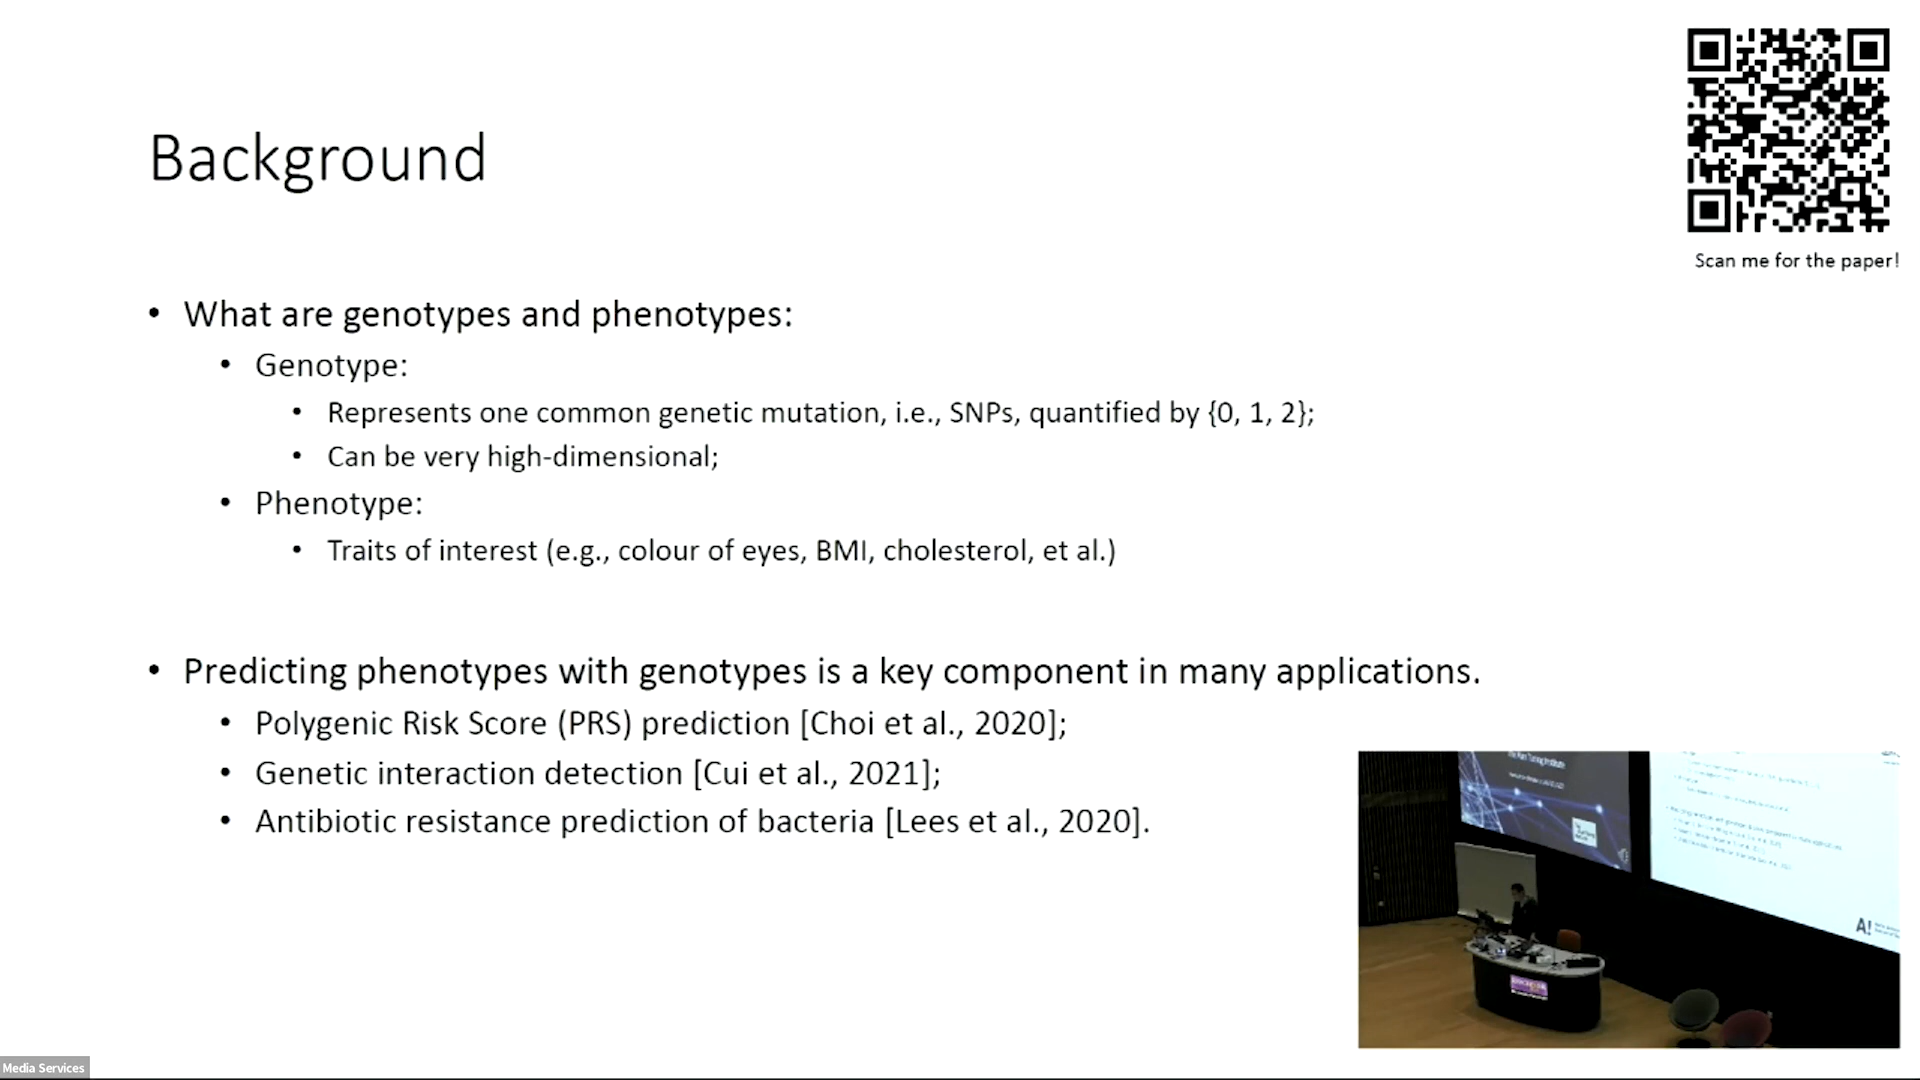 Scan me for the paper!
Background
• What are genotypes and phenotypes:
• Genotype:
• Represents one common genetic mutation, i.e., SNPs, quantified by {0, 1, 2};
• Can be very high-dimensional;
• Phenotype:
• Traits of interest (e.g., colour of eyes, BMI, cholesterol, et al.)
• Predicting phenotypes with genotypes is a key component in many applications.
• Polygenic Risk Score (PRS) prediction [Choi et al., 2020];
• Genetic interaction detection [Cui et al., 2021];
• Antibiotic resistance prediction of bacteria [Lees et al., 2020].
A!
Media Services